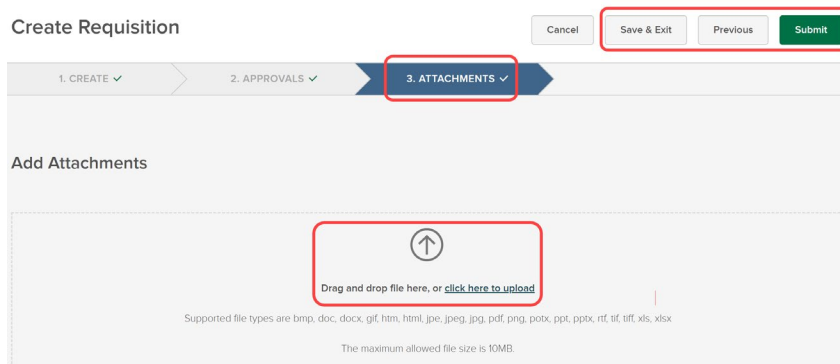 Create Requisition
Cancel
Save & Exit
Previous
Submit
1. CREATE
2. APPROVALS
3. ATTACHMENTS
Add Attachments
Drag and drop file here, or click here to upload
Supported file types are bmp, doc, docx, gif, htm, html, jpe, jpeg, jpg, pdf, png, potx, ppt, pptx, rtf, tif, tiff, xls, xlsx
The maximum allowed file size is 10MB.